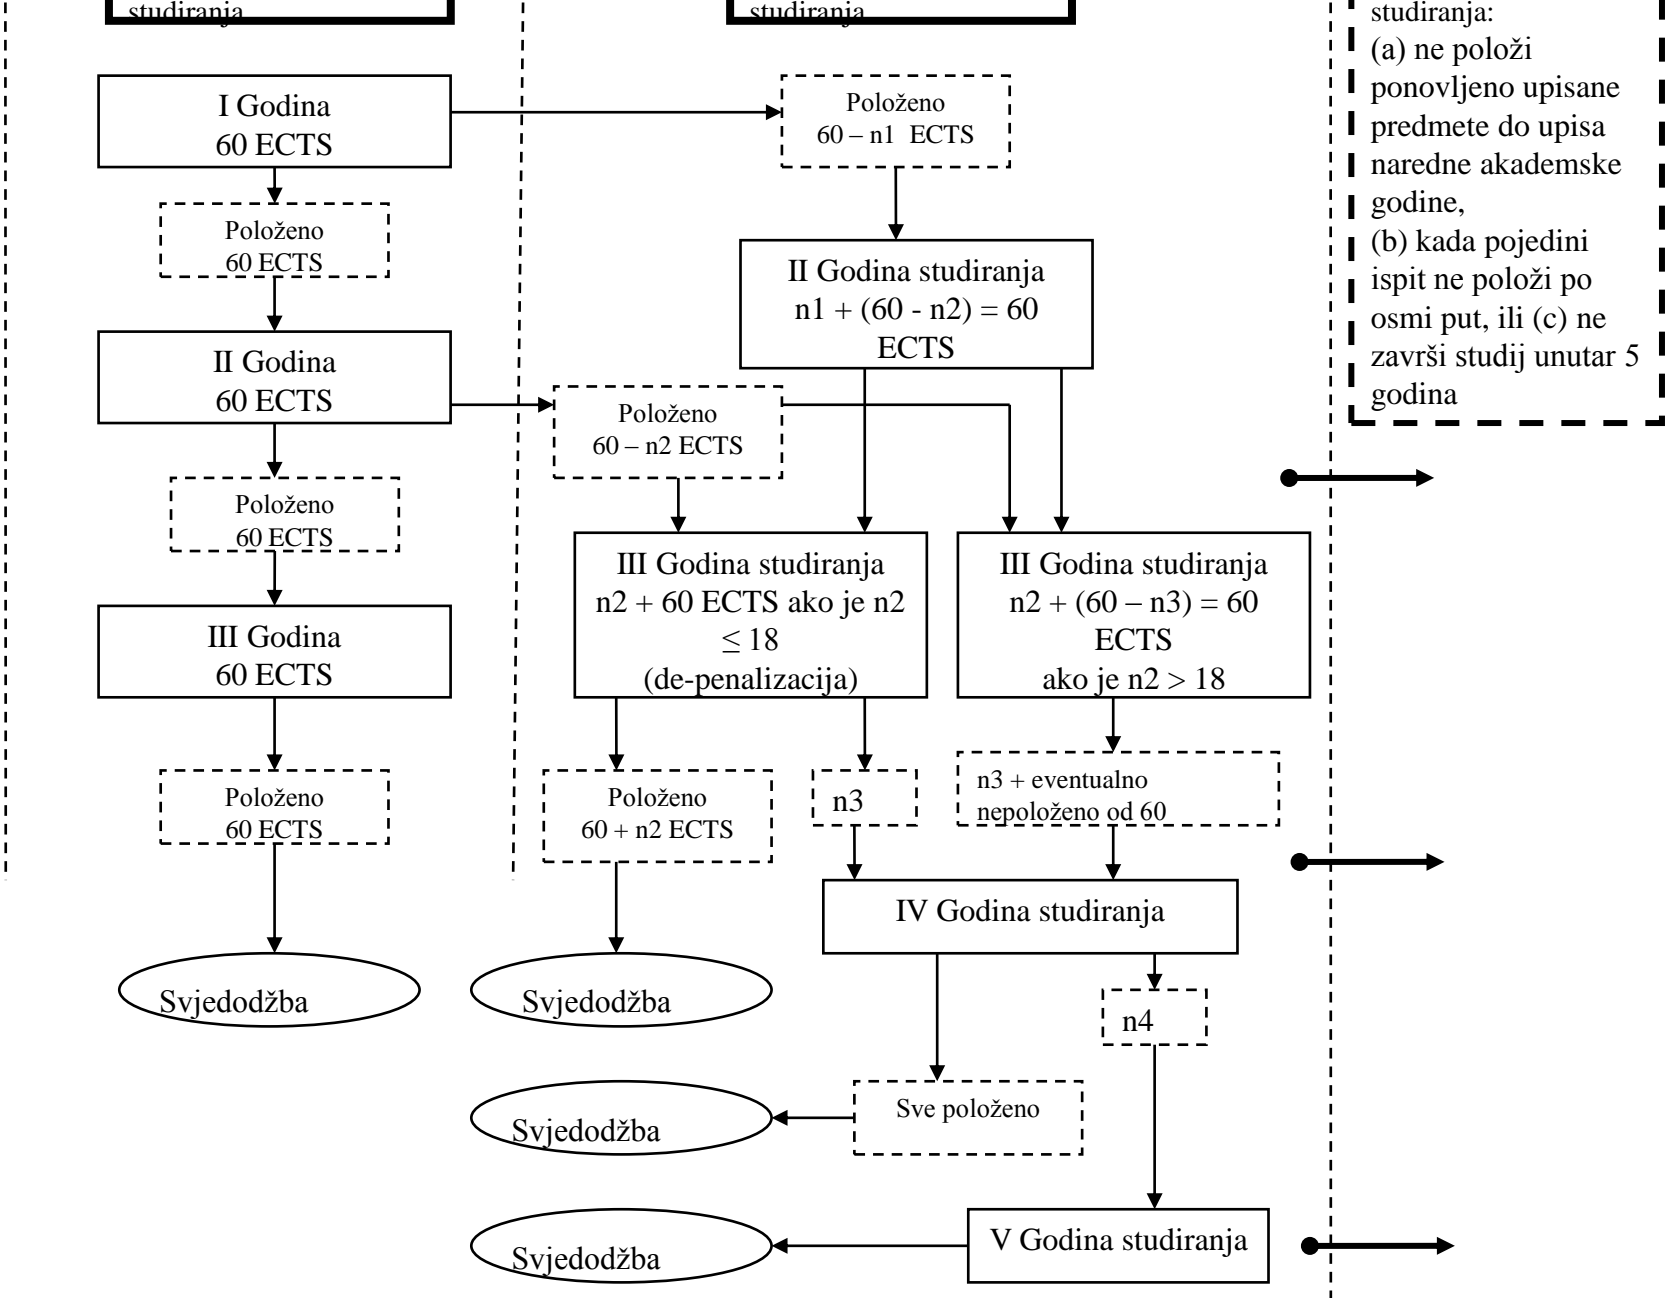 studiranja
studiranja
studiranja:
(a) ne položi
ponovljeno upisane
predmete do upisa
naredne akademske
godine,
(b) kada pojedini
ispit ne položi po
osmi put, ili (c) ne
završi studij unutar 5
godina
I Godina
60 ECTS
Položeno
60 – n1 ECTS
Položeno
60 ECTS
II Godina studiranja
n1 + (60 - n2) = 60
ECTS
II Godina
60 ECTS
Položeno
60 – n2 ECTS
Položeno
60 ECTS
III Godina studiranja
n2 + 60 ECTS ako je n2
≤ 18
(de-penalizacija)
III Godina studiranja
n2 + (60 – n3) = 60
ECTS
ako je n2 > 18
III Godina
60 ECTS
Položeno
60 ECTS
Položeno
60 + n2 ECTS
n3
n3 + eventualno
nepoloženo od 60
IV Godina studiranja
Svjedodžba
Svjedodžba
n4
Sve položeno
Svjedodžba
V Godina studiranja
Svjedodžba